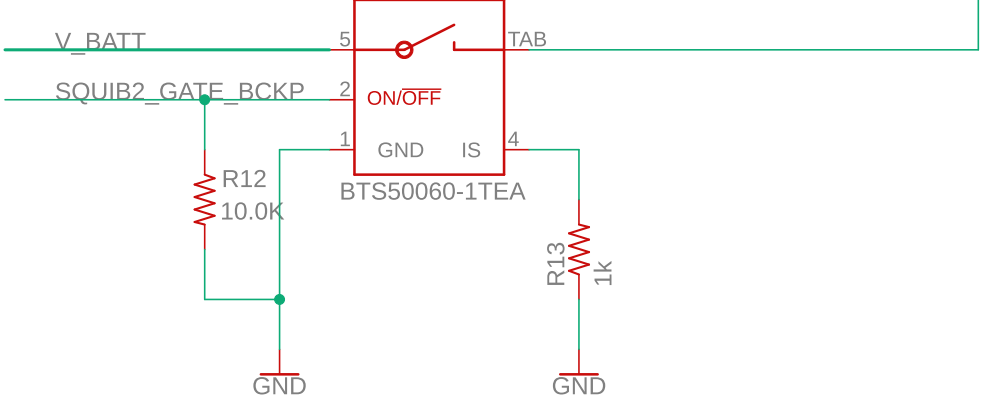 V_BATT
5
TAB
SQUIB2_GATE_BCKP
2
ON/OFF
1
GND
IS
4
BTS50060-1TEA
R12
10.0K
R13
1k
GND
GND